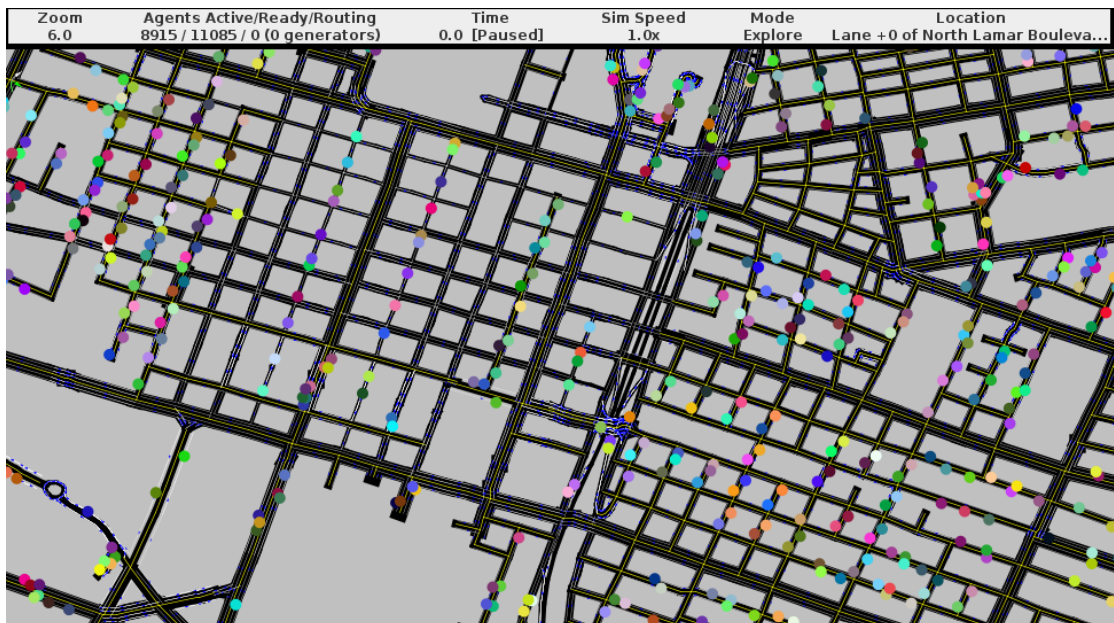 Zoom Agents Active/Ready/Routing Time Sim Speed Mode Location
6.0 8915 / 11085 / 0 (0 generators) 0.0 [Paused] 1.0x Explore Lane +0 of North Lamar Bouleva...